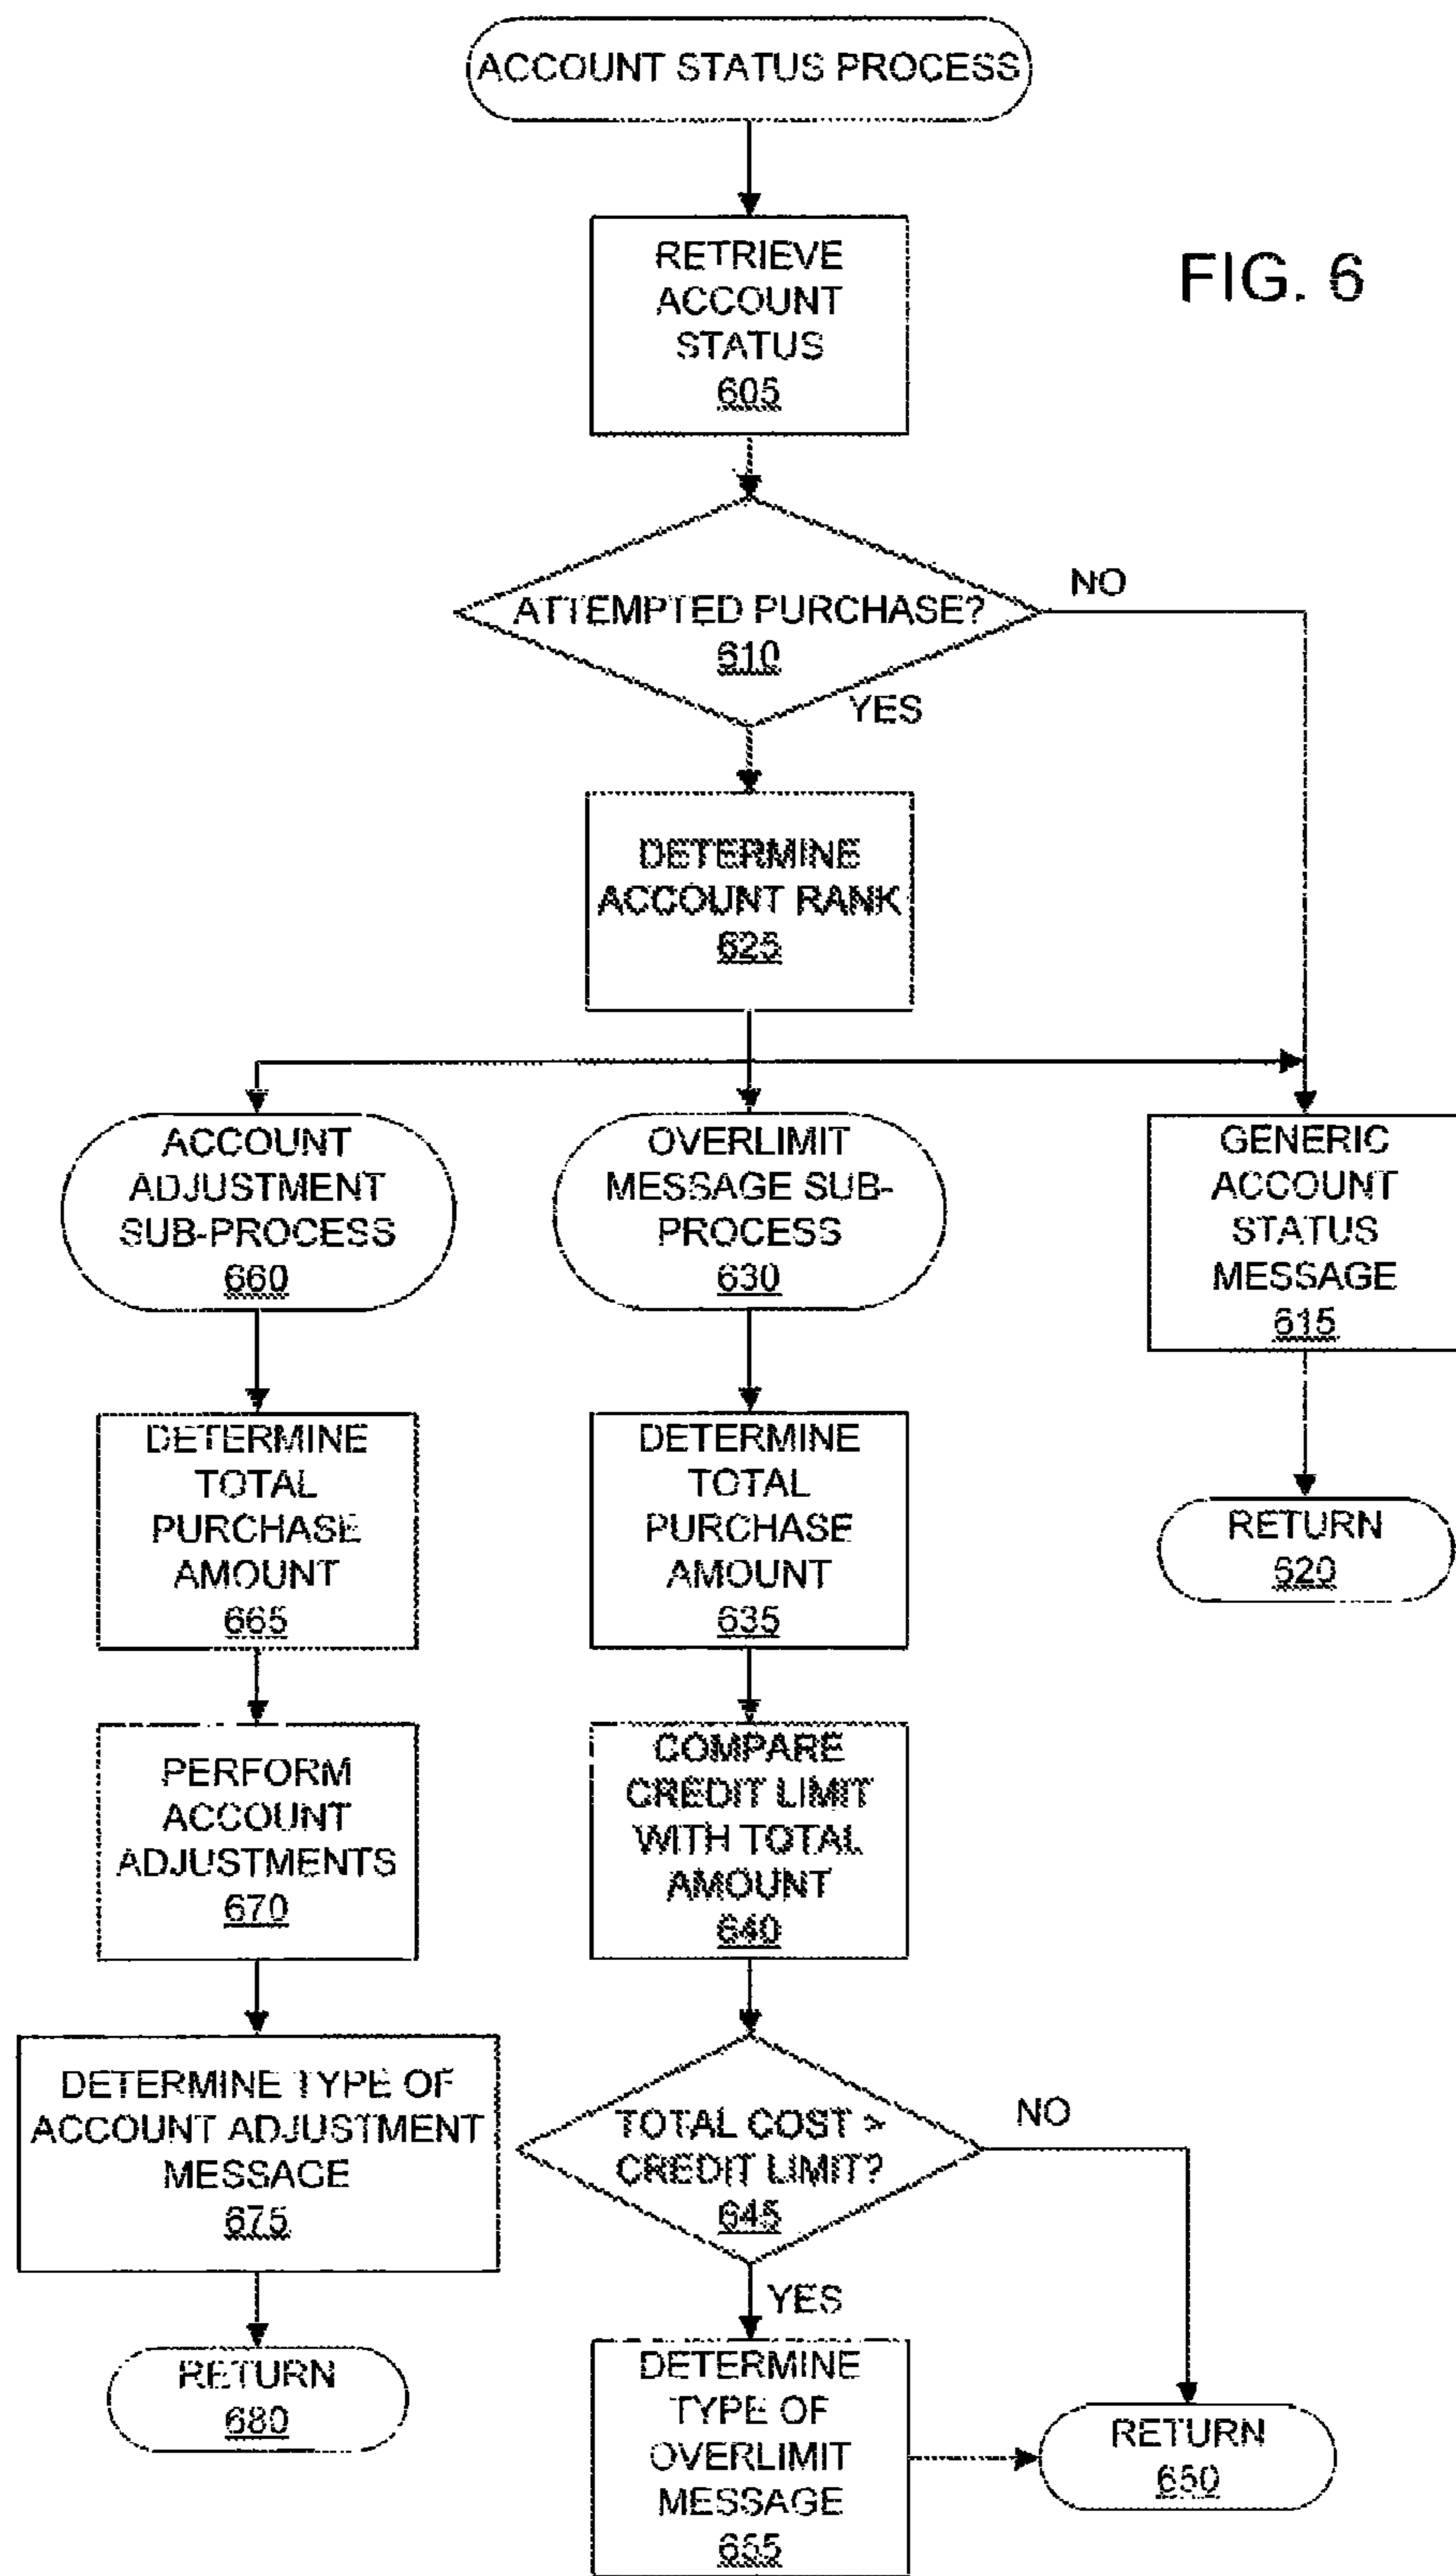 ACCOUNT STATUS PROCESS
FIG. 6
RETRIEVE
ACCOUNT
STATUS
605
ATTEMPTED PURCHASE?
610
NO
YES
DETERMINE
ACCOUNT RANK
625
ACCOUNT
ADJUSTMENT
SUB-PROCESS
660
OVERLIMIT
MESSAGE SUB-
PROCESS
630
GENERIC
ACCOUNT
STATUS
MESSAGE
615
DETERMINE
TOTAL
PURCHASE
AMOUNT
665
DETERMINE
TOTAL
PURCHASE
AMOUNT
635
RETURN
620
PERFORM
ACCOUNT
ADJUSTMENTS
670
COMPARE
CREDIT LIMIT
WITH TOTAL
AMOUNT
640
DETERMINE TYPE OF
ACCOUNT ADJUSTMENT
MESSAGE
675
TOTAL COST >
CREDIT LIMIT?
645
NO
YES
RETURN
680
DETERMINE
TYPE OF
OVERLIMIT
MESSAGE
655
RETURN
650